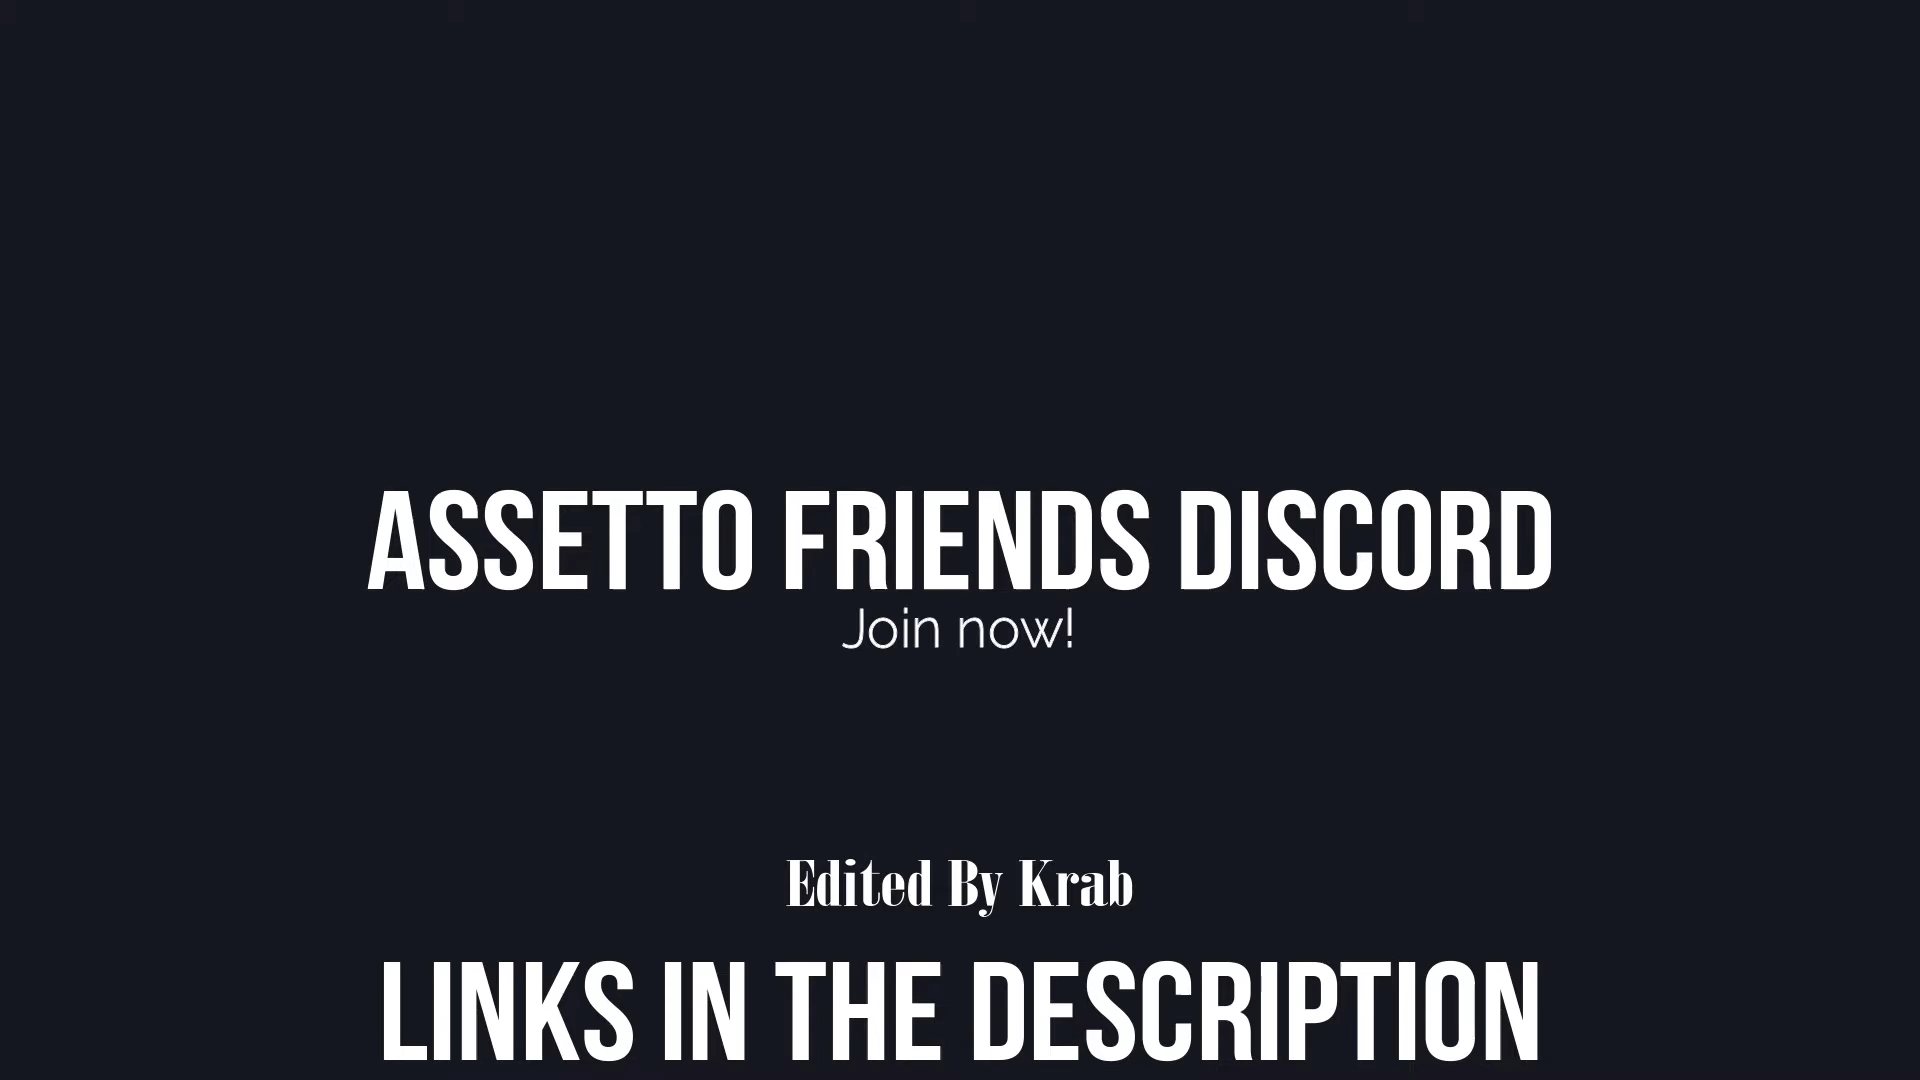 ASSETTO FRIENDS DISCORD
Join now!
Edited By Krab
LINKS IN THE DESCRIPTION